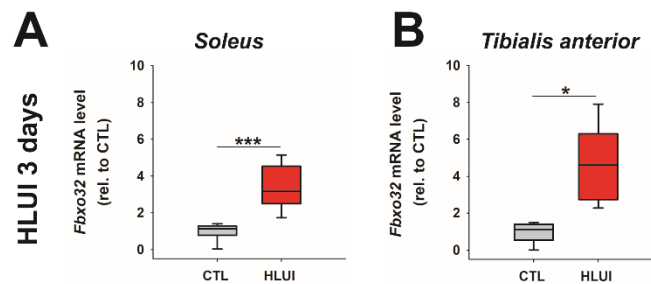 A
B
Soleus
Tibialis anterior
HLUI 3 days
Fbxo32 mRNA level
(rel. to CTL)
10
8
6
4
2
0
***
CTL
HLUI
Fbxo32 mRNA level
(rel. to CTL)
10
8
6
4
2
0
*
CTL
HLUI